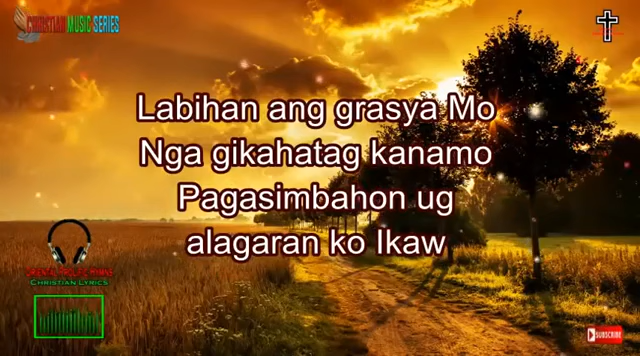 CHRISTIAN MUSIC SERIES
Labihan ang grasya Mo
Nga gikahatag kanamo
Pagasimbahon ug
alagaran ko Ikaw
CHRISTIAN LYRICS
SUBSCRIBE